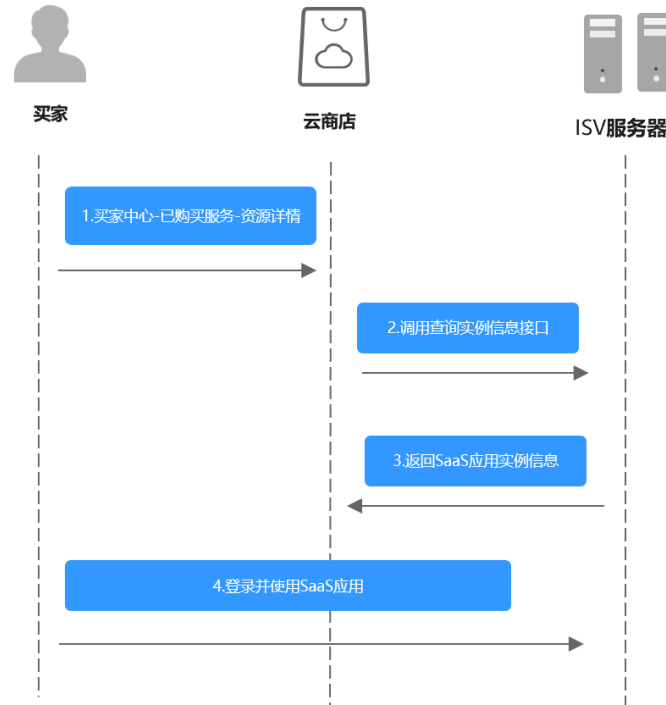 买家
云商店
ISV服务器
1.买家中心-已购买服务-资源详情
2.调用查询实例信息接口
3.返回SaaS应用实例信息
4.登录并使用SaaS应用